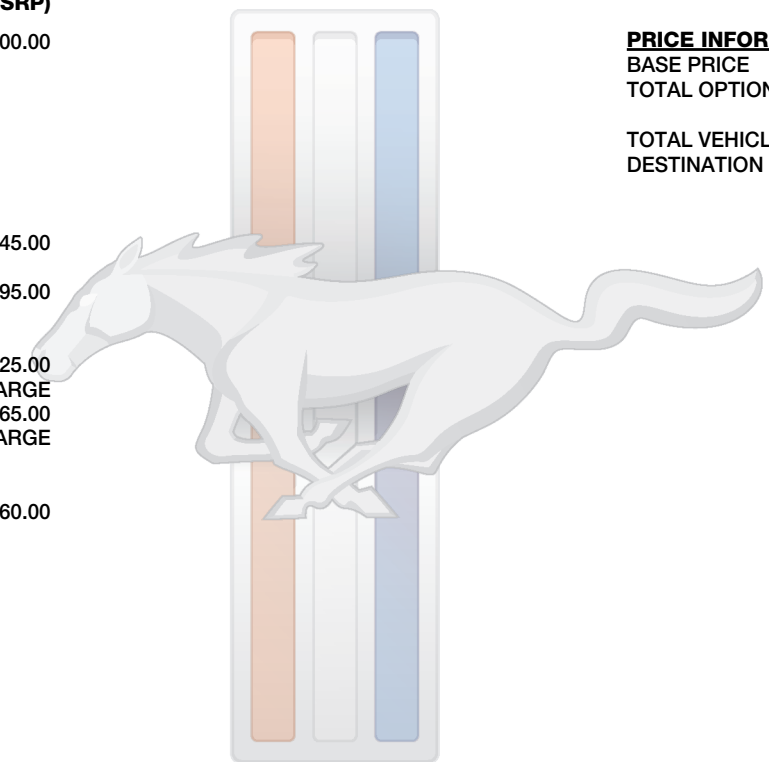 SRP)
00.00
45.00
95.00
25.00
ARGE
65.00
ARGE
60.00
PRICE INFOR
BASE PRICE
TOTAL OPTION
TOTAL VEHICL
DESTINATION